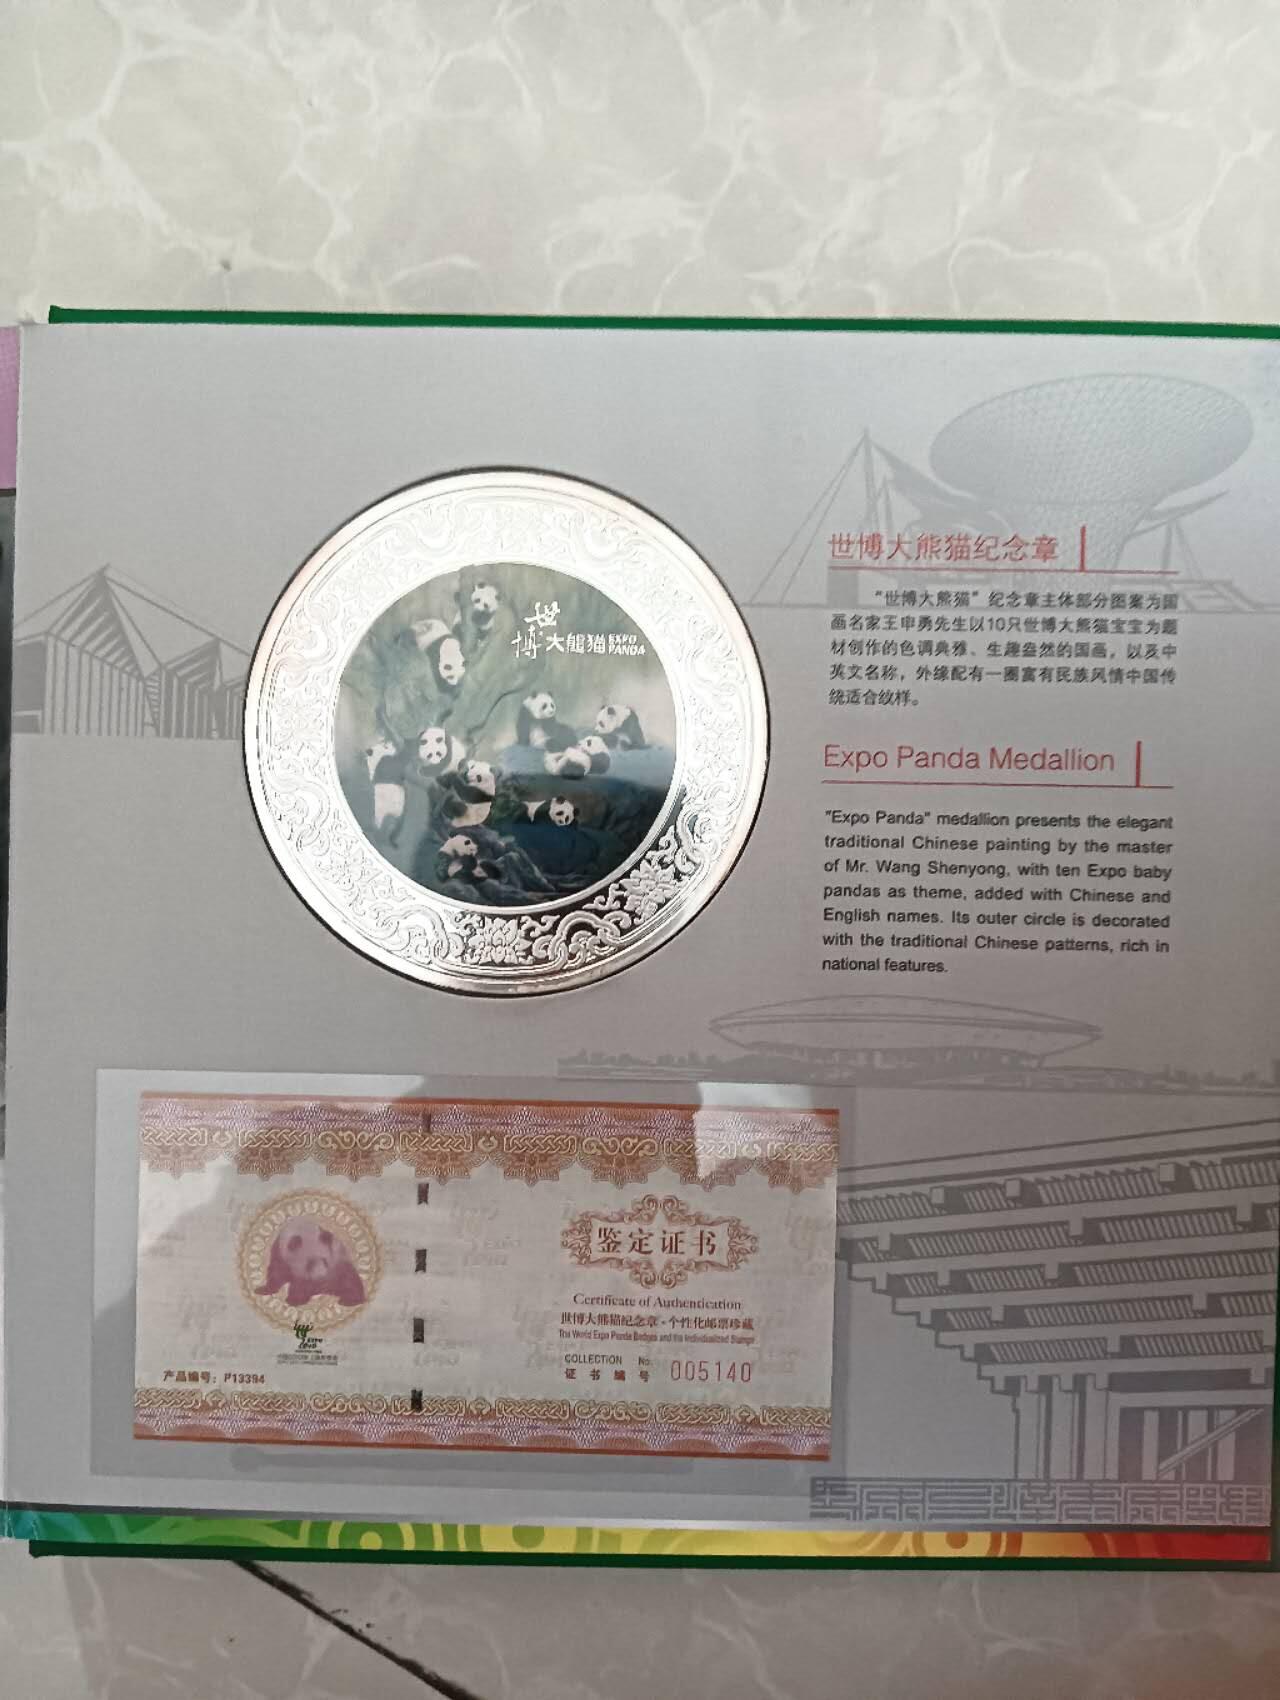 世
博大熊猫 EXPO PANDA
世博大熊猫纪念章
“世博大熊猫”纪念章主体部分图案为国
画名家王申勇先生以10只世博大熊猫宝宝为题
材创作的色调典雅、生趣盎然的国画，以及中
英文名称，外缘配有一圈富有民族风情中国传
统适合纹样。
Expo Panda Medallion
"Expo Panda" medallion presents the elegant
traditional Chinese painting by the master
of Mr. Wang Shenyong, with ten Expo baby
pandas as theme, added with Chinese and
English names. Its outer circle is decorated
with the traditional Chinese patterns, rich in
national features.
鉴定证书
Certificate of Authentication
世博大熊猫纪念章·个性化邮票珍藏
The World Expo Panda Badges and the Individualized Stamps
COLLECTION No.
证书编号 005140
产品编号：P13394